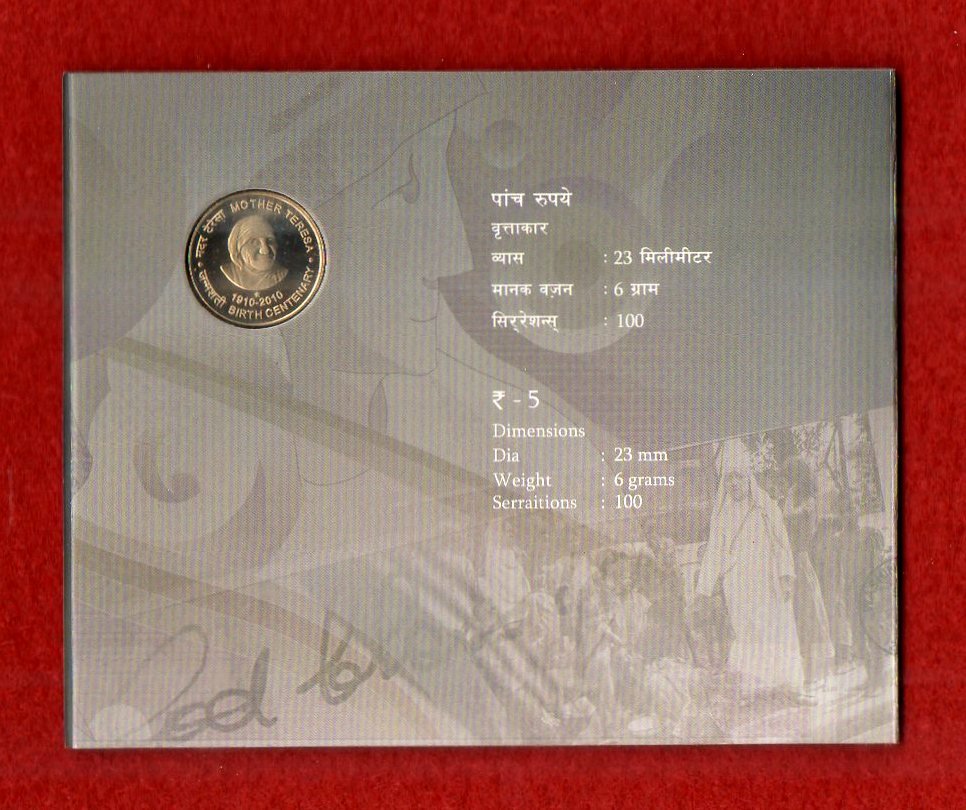 मदर टेरेसा MOTHER TERESA
1910-2010
जन्मशती BIRTH CENTENARY
पांच रुपये
वृत्ताकार
व्यास : 23 मिलीमीटर
मानक वज़न : 6 ग्राम
सिर्‌रेशन्स् : 100
₹ - 5
Dimensions
Dia : 23 mm
Weight : 6 grams
Serraitions : 100